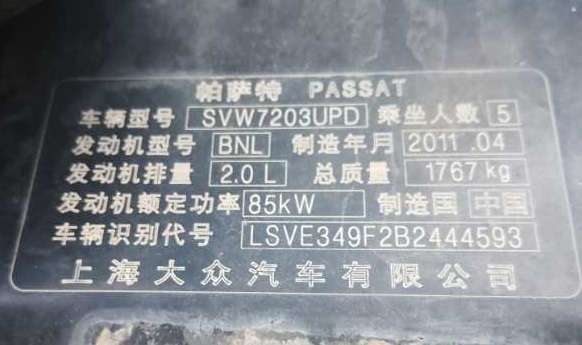 帕萨特 PASSAT
车辆型号 SVW7203UPD 乘坐人数 5
发动机型号 BNL 制造年月 2011.04
发动机排量 2.0 L 总质量 1767 kg
发动机额定功率 85kW 制造国 中国
车辆识别代号 LSVE349F2B2444593
上海大众汽车有限公司